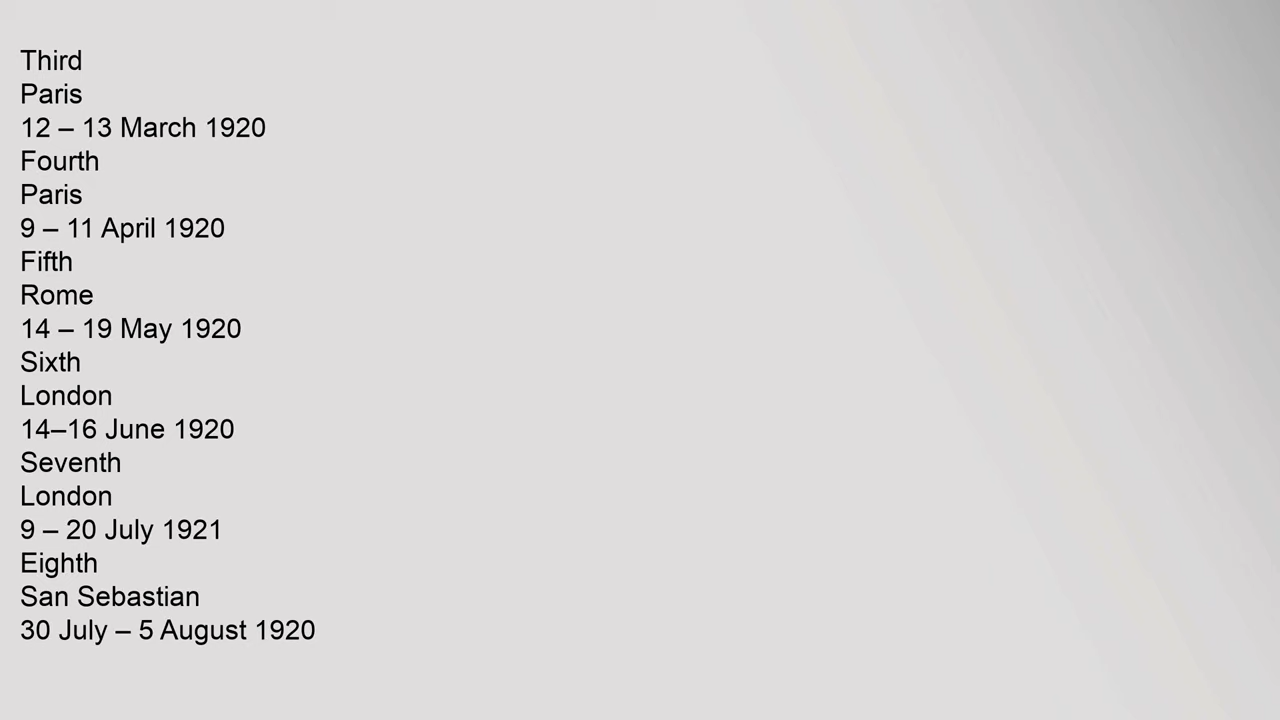 Third
Paris
12 – 13 March 1920
Fourth
Paris
9 – 11 April 1920
Fifth
Rome
14 – 19 May 1920
Sixth
London
14–16 June 1920
Seventh
London
9 – 20 July 1921
Eighth
San Sebastian
30 July – 5 August 1920